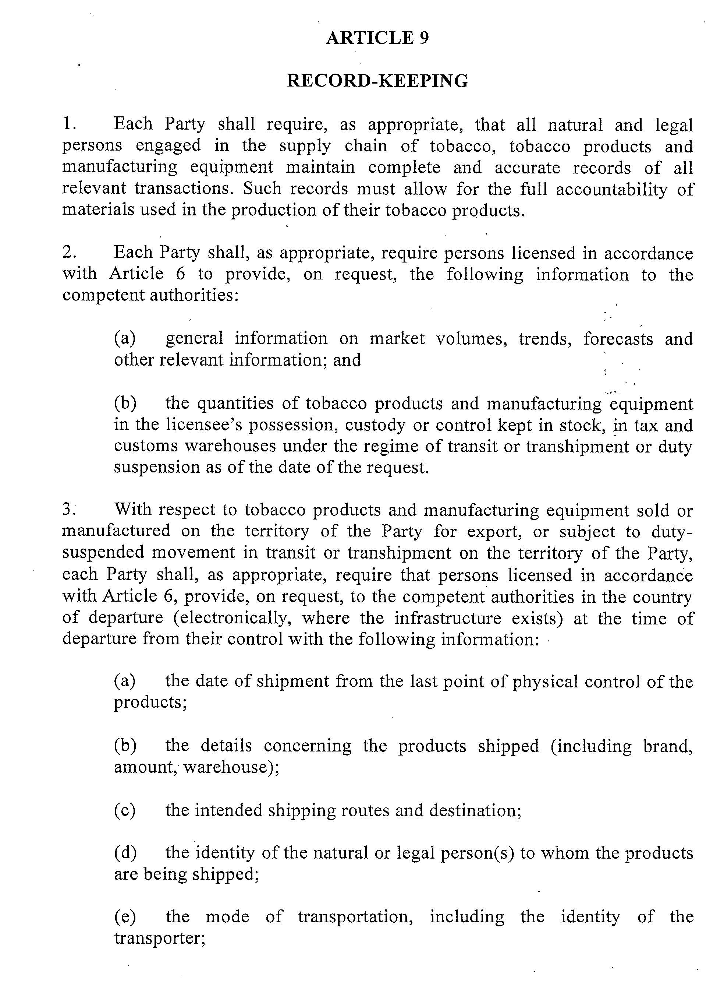 ARTICLE 9
RECORD-KEEPING
1. Each Party shall require, as appropriate, that all natural and legal
persons engaged in the supply chain of tobacco, tobacco products and
manufacturing equipment maintain complete and accurate records of all
relevant transactions. Such records must allow for the full accountability of
materials used in the production of their tobacco products.
2. Each Party shall, as appropriate, require persons licensed in accordance
with Article 6 to provide, on request, the following information to the
competent authorities:
(a) general information on market volumes, trends, forecasts and
other relevant information; and
(b) the quantities of tobacco products and manufacturing equipment
in the licensee's possession, custody or control kept in stock, in tax and
customs warehouses under the regime of transit or transhipment or duty
suspension as of the date of the request.
3. With respect to tobacco products and manufacturing equipment sold or
manufactured on the territory of the Party for export, or subject to duty-
suspended movement in transit or transhipment on the territory of the Party,
each Party shall, as appropriate, require that persons licensed in accordance
with Article 6, provide, on request, to the competent authorities in the country
of departure (electronically, where the infrastructure exists) at the time of
departure from their control with the following information:
(a) the date of shipment from the last point of physical control of the
products;
(b) the details concerning the products shipped (including brand,
amount, warehouse);
(c) the intended shipping routes and destination;
(d) the identity of the natural or legal person(s) to whom the products
are being shipped;
(e) the mode of transportation, including the identity of the
transporter;